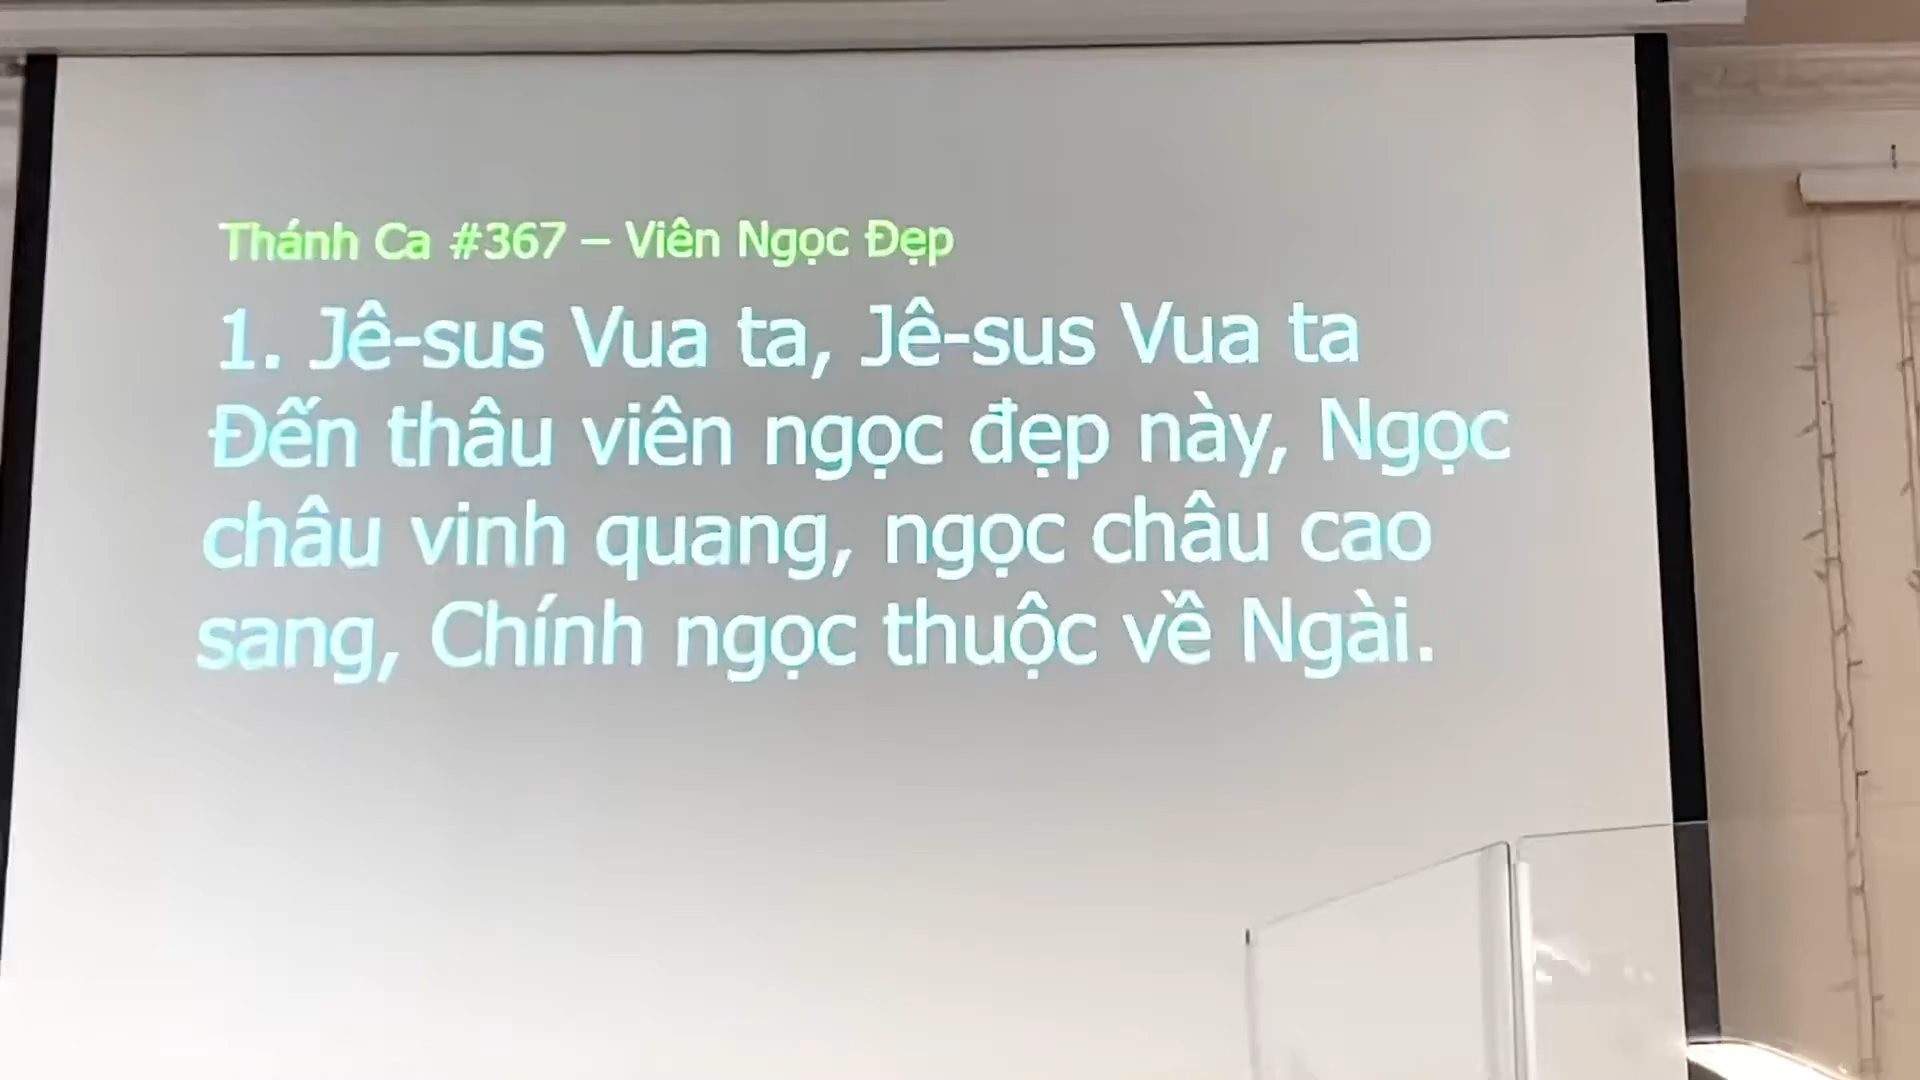 Thánh Ca #367 – Viên Ngọc Đẹp
1. Jê-sus Vua ta, Jê-sus Vua ta
Đến thâu viên ngọc đẹp này, Ngọc
châu vinh quang, ngọc châu cao
sang, Chính ngọc thuộc về Ngài.